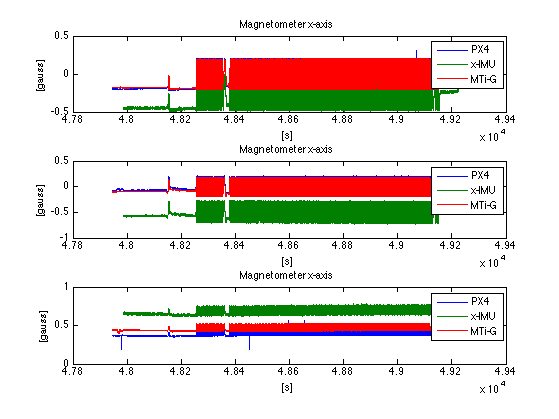 Magnetometer x-axis
0.5
0
-0.5
[gauss]
PX4
x-IMU
MTi-G
4.78 4.8 4.82 4.84 4.86 4.88 4.9 4.92 4.94
[s]
x 10^4
Magnetometer x-axis
0.5
0
-0.5
-1
[gauss]
PX4
x-IMU
MTi-G
4.78 4.8 4.82 4.84 4.86 4.88 4.9 4.92 4.94
[s]
x 10^4
Magnetometer x-axis
1
0.5
0
[gauss]
PX4
x-IMU
MTi-G
4.78 4.8 4.82 4.84 4.86 4.88 4.9 4.92 4.94
[s]
x 10^4